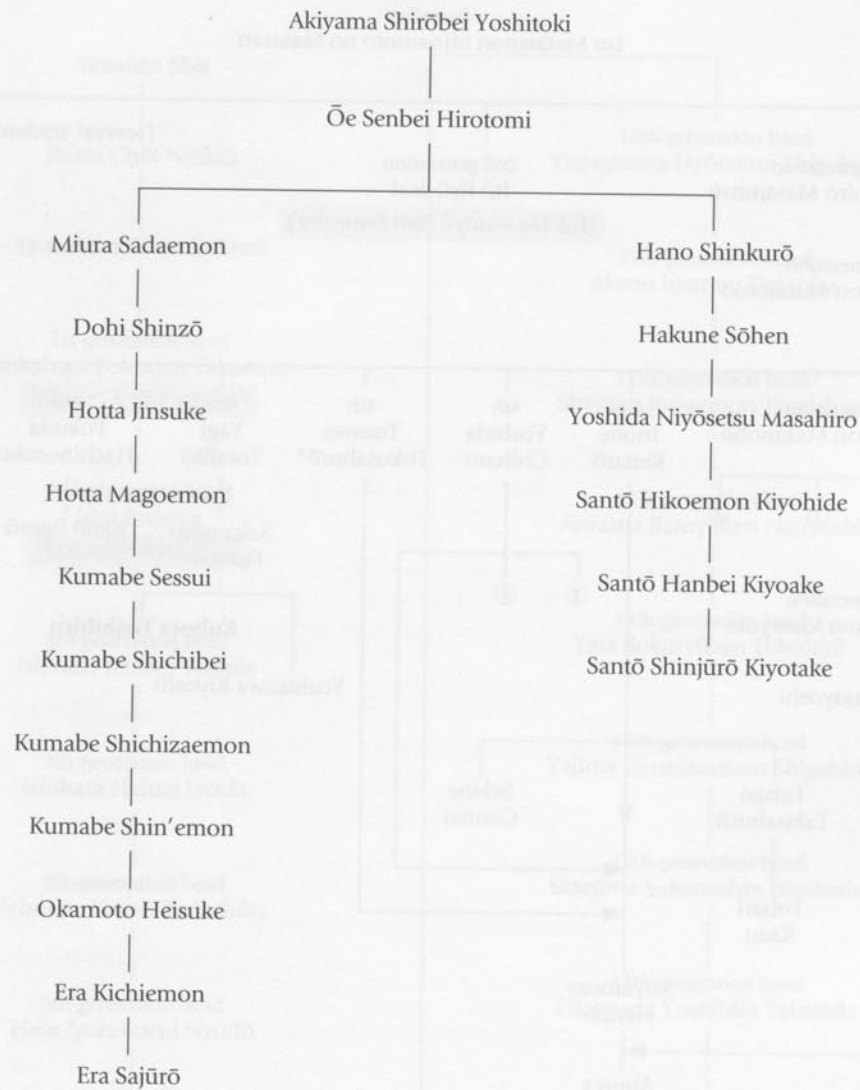 Akiyama Shirōbei Yoshitoki
Ōe Senbei Hirotomi
Miura Sadaemon
Dohi Shinzō
Hotta Jinsuke
Hotta Magoemon
Kumabe Sessui
Kumabe Shichibei
Kumabe Shichizaemon
Kumabe Shin'emon
Okamoto Heisuke
Era Kichiemon
Era Sajūrō
Hano Shinkurō
Hakune Sōhen
Yoshida Niyōsetsu Masahiro
Santō Hikoemon Kiyohide
Santō Hanbei Kiyoake
Santō Shinjūrō Kiyotake